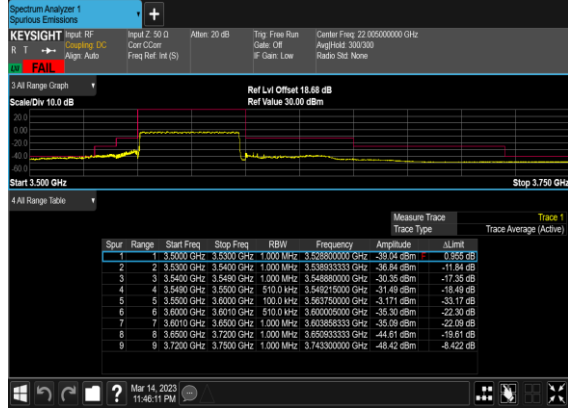 Spectrum Analyzer 1
Spurious Emissions
+
KEYSIGHT Input: RF Input Z: 50 Ω Atten: 20 dB Trig: Free Run Center Freq: 22.005000000 GHz
R T Coupling: DC Corr CCorr Gate: Off Avg|Hold: 300/300
Align: Auto Freq Ref: Int (S) IF Gain: Low Radio Std: None
FAIL
3 All Range Graph Ref Lvl Offset 18.68 dB
Scale/Div 10.0 dB Ref Value 30.00 dBm
20.0
0.00
-20.0
-40.0
Start 3.500 GHz Stop 3.750 GHz
4 All Range Table
Measure Trace Trace 1
Trace Type Trace Average (Active)
Spur Range Start Freq Stop Freq RBW Frequency Amplitude ΔLimit
1 1 3.5000 GHz 3.5300 GHz 1.000 MHz 3.528800000 GHz -39.04 dBm 0.955 dB
2 2 3.5300 GHz 3.5400 GHz 1.000 MHz 3.538933333 GHz -36.84 dBm -11.84 dB
3 3 3.5400 GHz 3.5490 GHz 1.000 MHz 3.548880000 GHz -30.35 dBm -17.35 dB
4 4 3.5490 GHz 3.5500 GHz 510.0 kHz 3.549215000 GHz -31.49 dBm -18.49 dB
5 5 3.5500 GHz 3.6000 GHz 100.0 kHz 3.563750000 GHz -3.171 dBm -33.17 dB
6 6 3.6000 GHz 3.6010 GHz 510.0 kHz 3.600005000 GHz -35.30 dBm -22.30 dB
7 7 3.6010 GHz 3.6500 GHz 1.000 MHz 3.603858333 GHz -35.09 dBm -22.09 dB
8 8 3.6500 GHz 3.7200 GHz 1.000 MHz 3.650933333 GHz -44.61 dBm -19.61 dB
9 9 3.7200 GHz 3.7500 GHz 1.000 MHz 3.743300000 GHz -48.42 dBm -8.422 dB
? Mar 14, 2023
11:46:11 PM